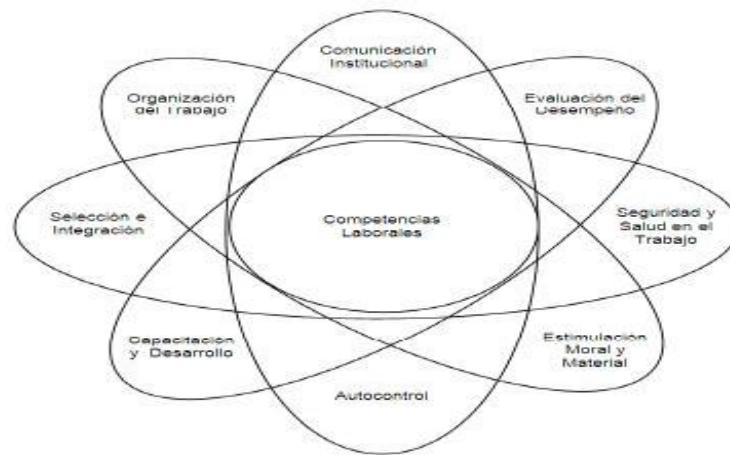 Comunicación
Institucional
Organización
del Trabajo
Evaluación del
Desempeño
Selección e
Integración
Competencias
Laborales
Seguridad y
Salud en el
Trabajo
Capacitación
y Desarrollo
Estimulación
Moral y
Material
Autocontrol